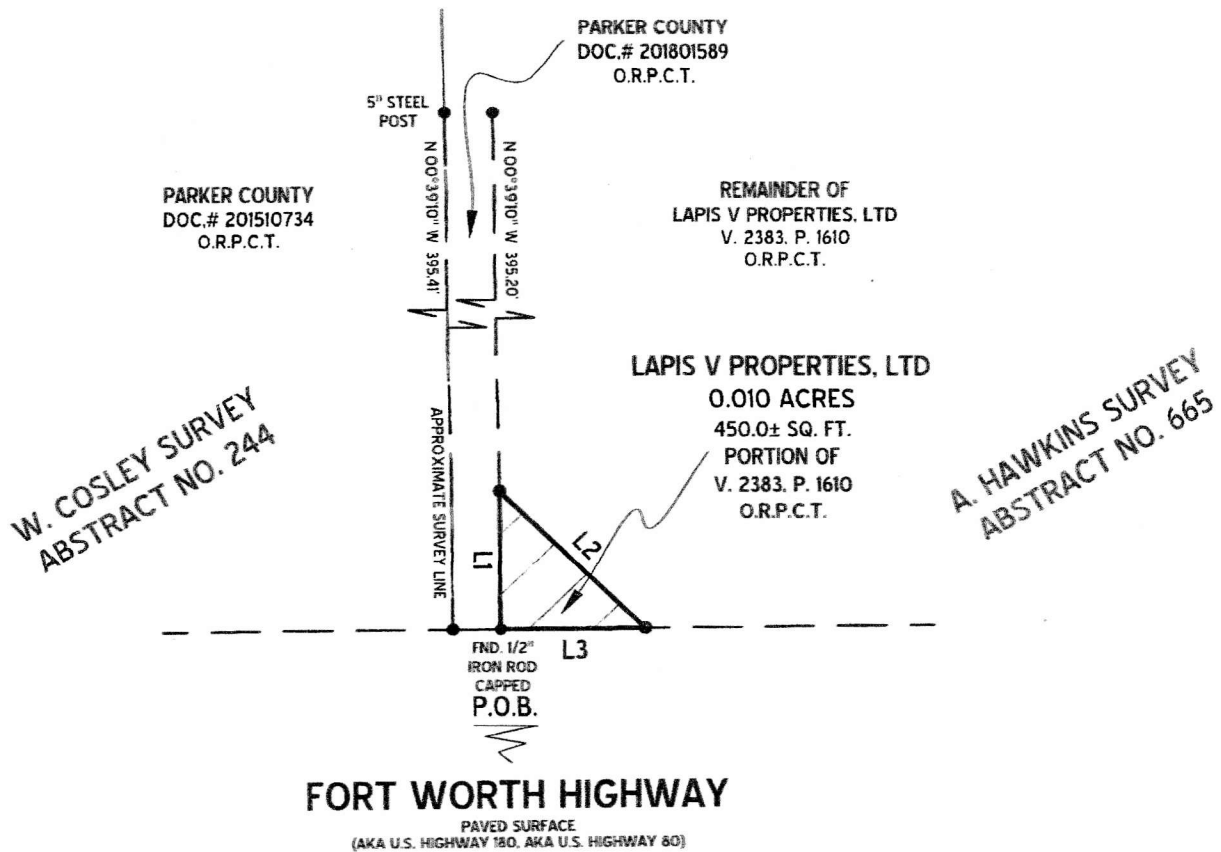 PARKER COUNTY
DOC.# 201801589
O.R.P.C.T.
5" STEEL
POST
N 00°39'10" W 395.41'
N 00°39'10" W 395.20'
PARKER COUNTY
DOC.# 201510734
O.R.P.C.T.
REMAINDER OF
LAPIS V PROPERTIES, LTD
V. 2383, P. 1610
O.R.P.C.T.
LAPIS V PROPERTIES, LTD
0.010 ACRES
450.0± SQ. FT.
PORTION OF
V. 2383, P. 1610
O.R.P.C.T.
W. COSLEY SURVEY
ABSTRACT NO. 244
A. HAWKINS SURVEY
ABSTRACT NO. 665
APPROXIMATE SURVEY LINE
L1
L2
L3
FND. 1/2"
IRON ROD
CAPPED
P.O.B.
FORT WORTH HIGHWAY
PAVED SURFACE
(AKA U.S. HIGHWAY 180, AKA U.S. HIGHWAY 80)